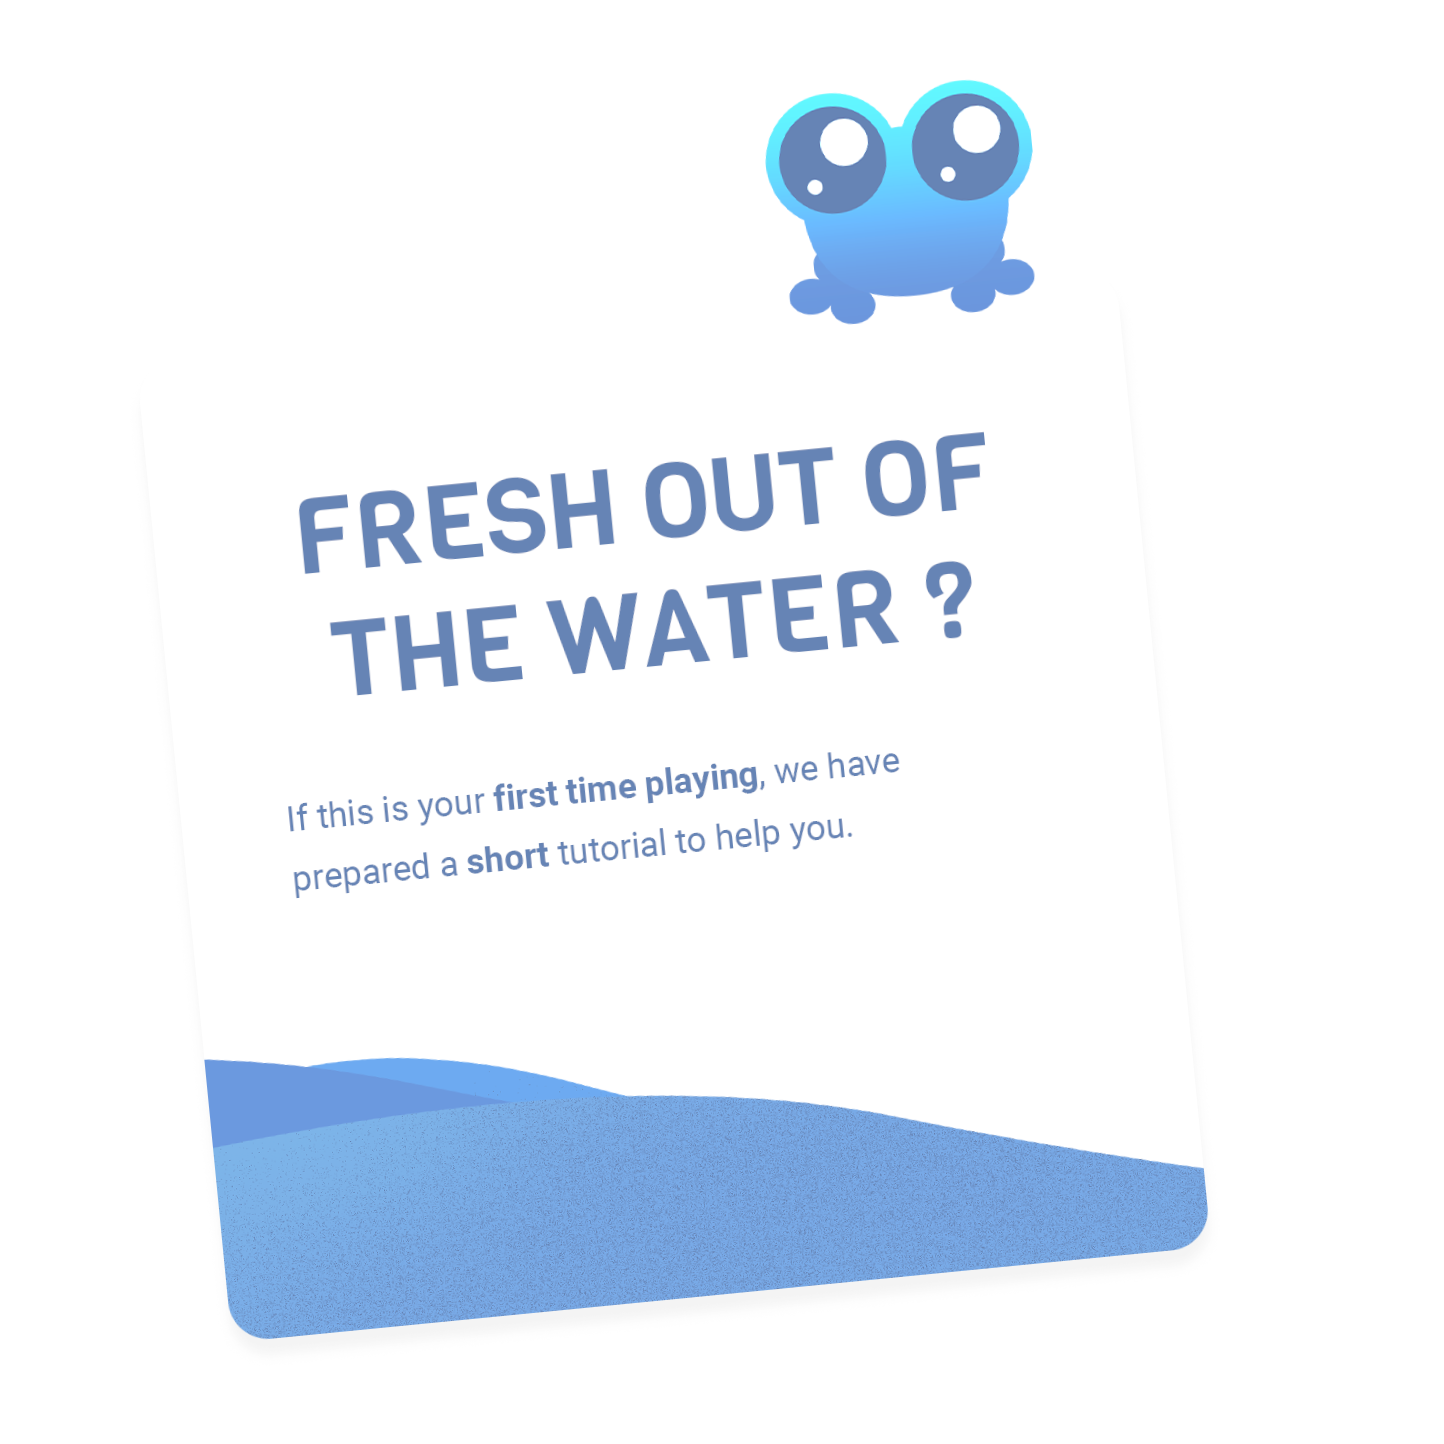 FRESH OUT OF
THE WATER ?
If this is your first time playing, we have
prepared a short tutorial to help you.